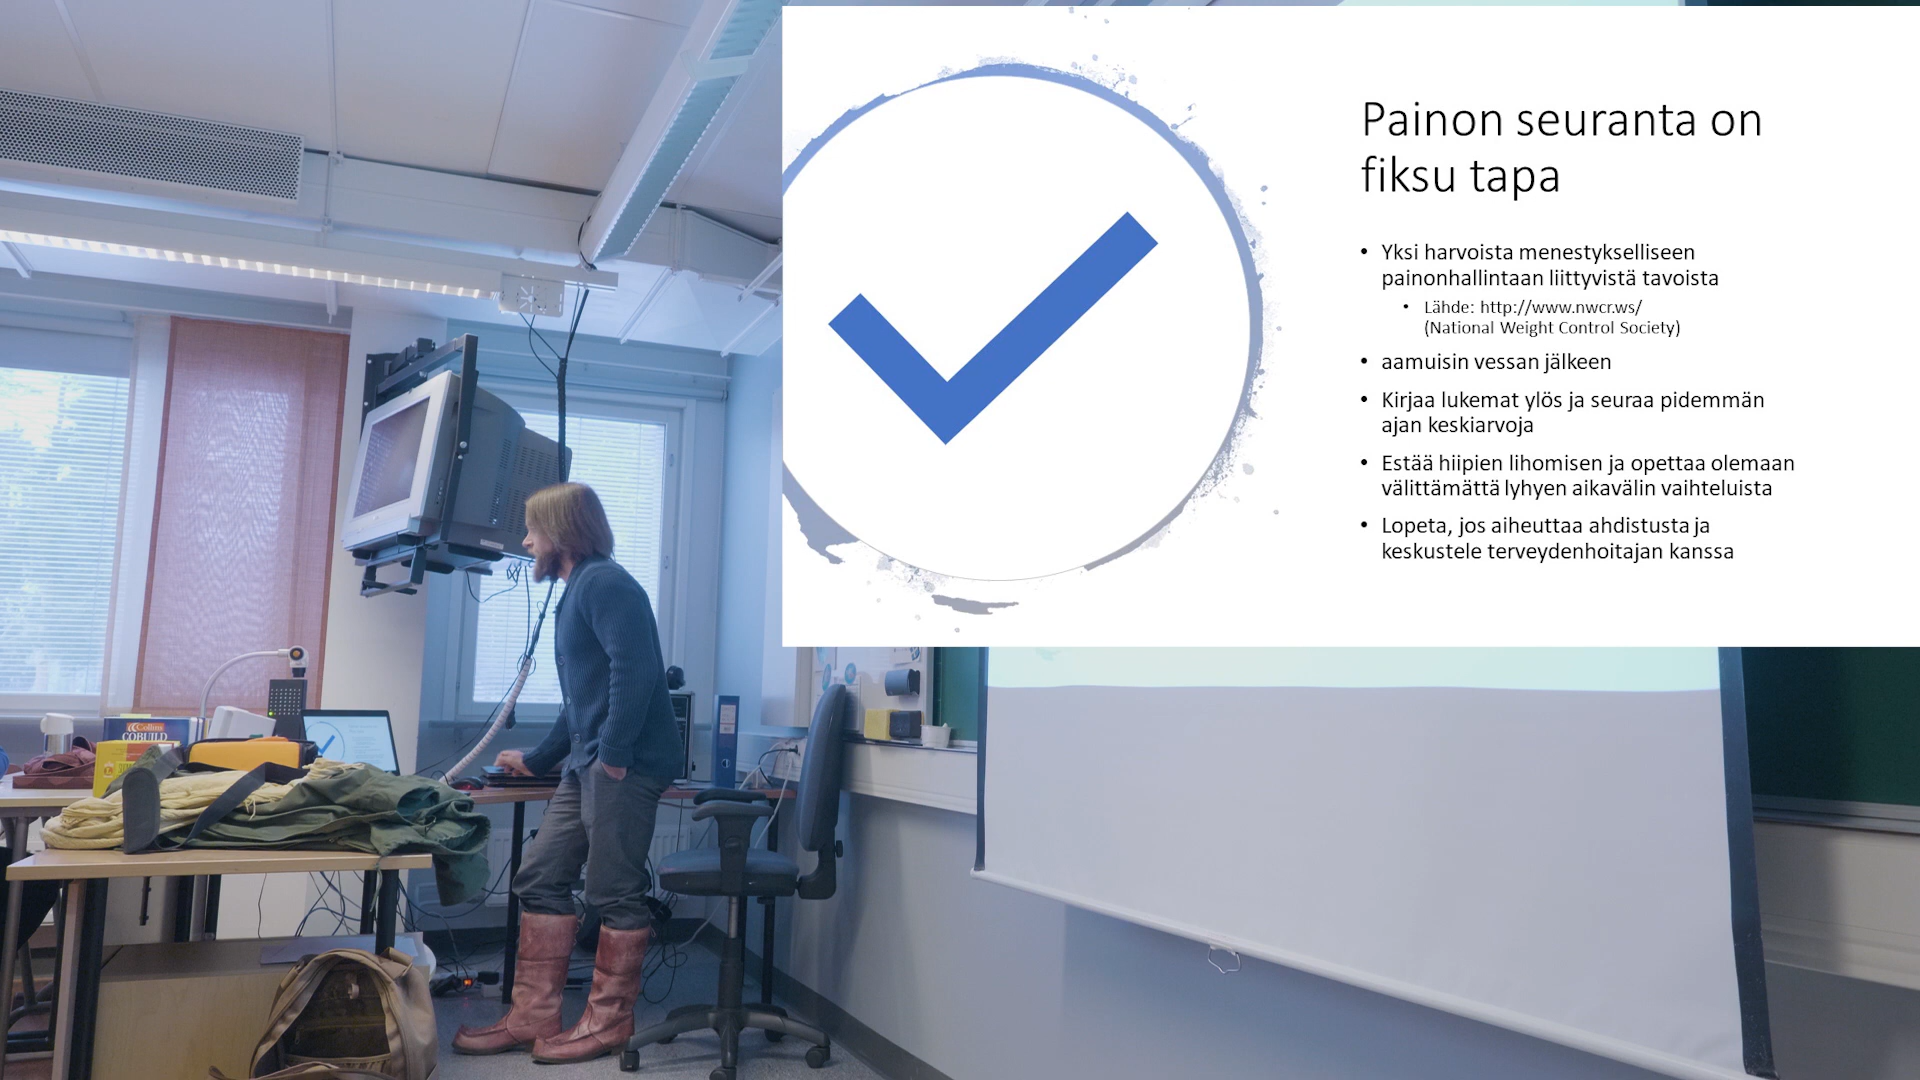 Painon seuranta on
fiksu tapa
• Yksi harvoista menestykselliseen
painonhallintaan liittyvistä tavoista
• Lähde: http://www.nwcr.ws/
(National Weight Control Society)
• aamuisin vessan jälkeen
• Kirjaa lukemat ylös ja seuraa pidemmän
ajan keskiarvoja
• Estää hiipien lihomisen ja opettaa olemaan
välittämättä lyhyen aikavälin vaihteluista
• Lopeta, jos aiheuttaa ahdistusta ja
keskustele terveydenhoitajan kanssa
Collins
COBUILD